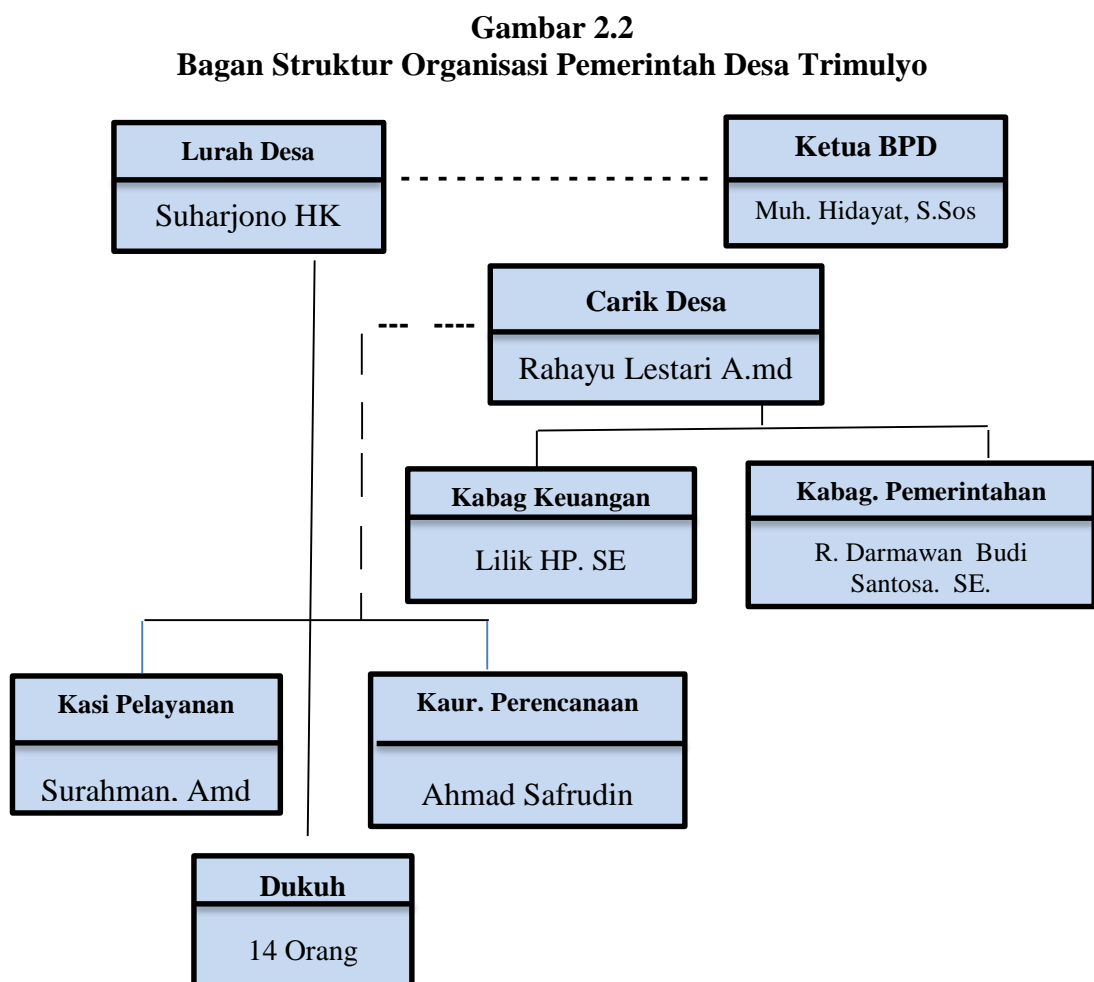 Gambar 2.2
Bagan Struktur Organisasi Pemerintah Desa Trimulyo
Lurah Desa
Suharjono HK
Ketua BPD
Muh. Hidayat, S.Sos
Carik Desa
Rahayu Lestari A.md
Kabag Keuangan
Lilik HP. SE
Kabag. Pemerintahan
R. Darmawan Budi
Santosa. SE.
Kasi Pelayanan
Surahman. Amd
Kaur. Perencanaan
Ahmad Safrudin
Dukuh
14 Orang